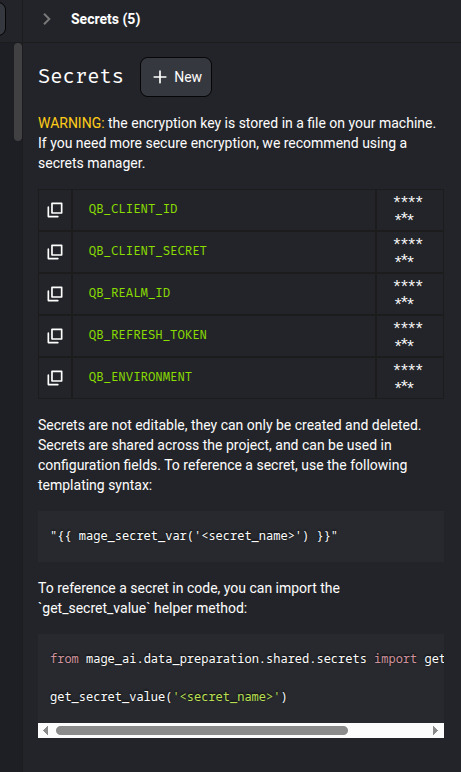 Secrets (5)
Secrets
+ New
WARNING: the encryption key is stored in a file on your machine.
If you need more secure encryption, we recommend using a
secrets manager.
QB_CLIENT_ID
****
***
QB_CLIENT_SECRET
****
***
QB_REALM_ID
****
***
QB_REFRESH_TOKEN
****
***
QB_ENVIRONMENT
****
***
Secrets are not editable, they can only be created and deleted.
Secrets are shared across the project, and can be used in
configuration fields. To reference a secret, use the following
templating syntax:
"{{ mage_secret_var('<secret_name>') }}"
To reference a secret in code, you can import the
`get_secret_value` helper method:
from mage_ai.data_preparation.shared.secrets import get
get_secret_value('<secret_name>')